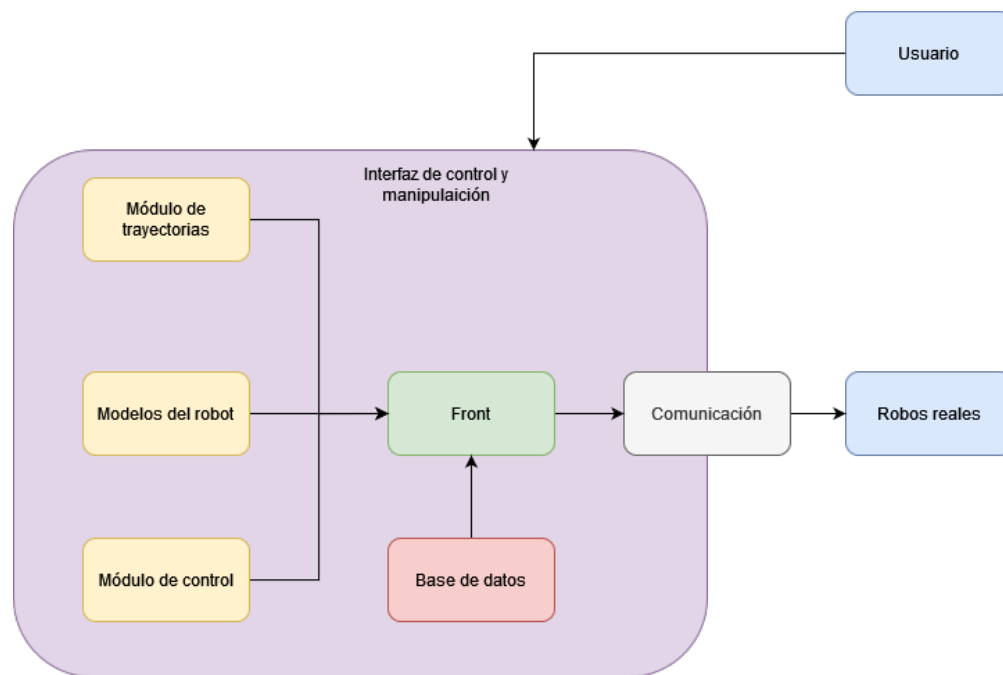 Usuario
Interfaz de control y
manipulaición
Módulo de
trayectorias
Modelos del robot
Front
Comunicación
Robos reales
Módulo de control
Base de datos